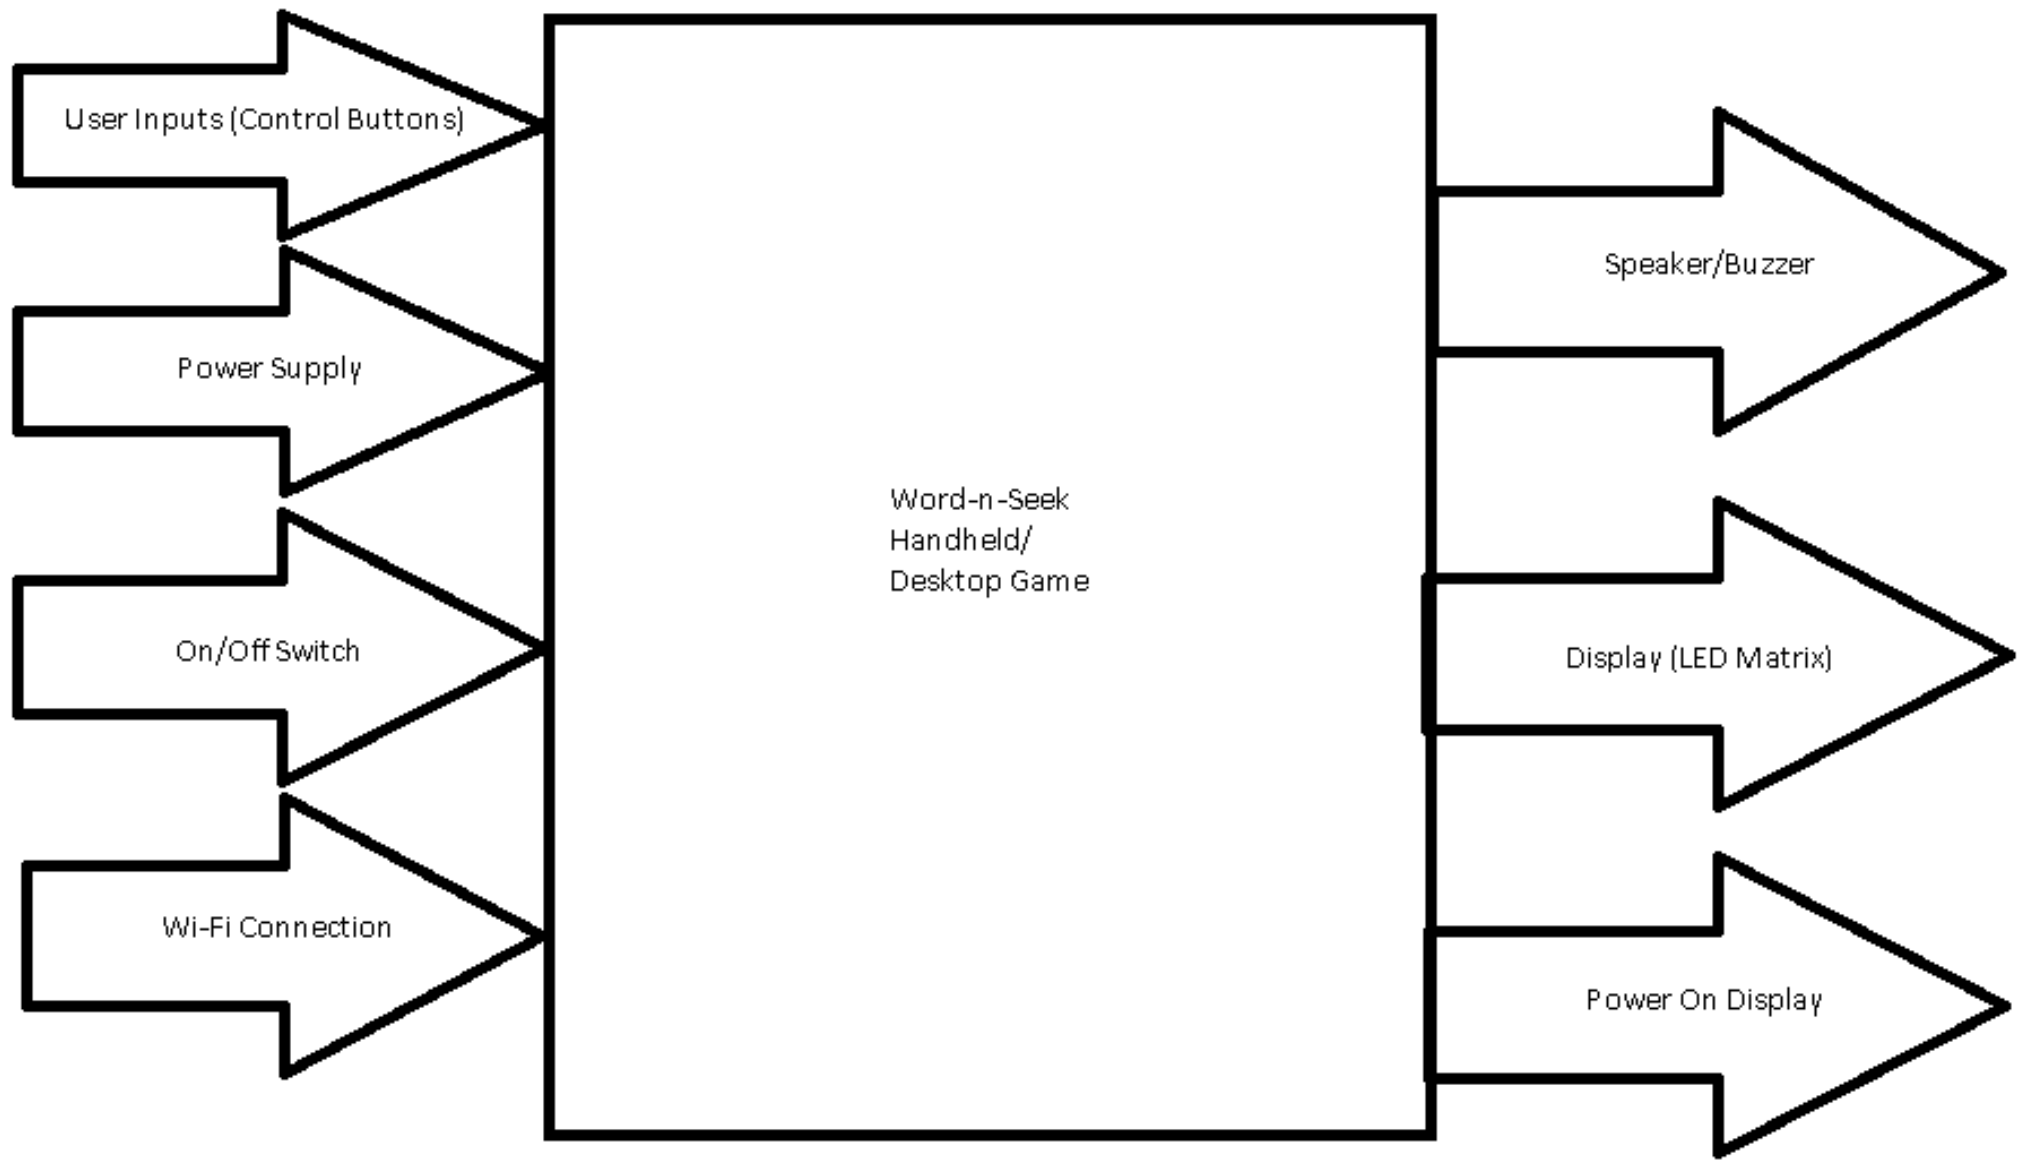 User Inputs (Control Buttons)
Power Supply
On/Off Switch
Wi-Fi Connection
Word-n-Seek
Handheld/
Desktop Game
Speaker/Buzzer
Display (LED Matrix)
Power On Display